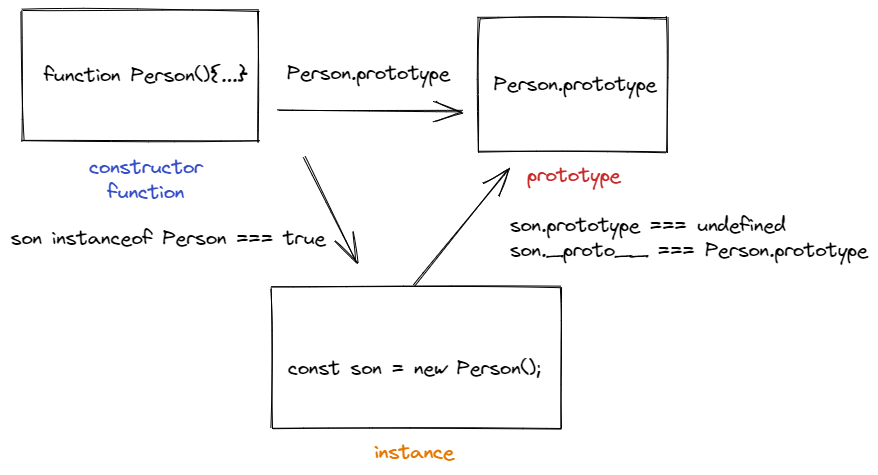 function Person(){...}
Person.prototype
Person.prototype
constructor
function
prototype
son instanceof Person === true
son.prototype === undefined
son.__proto__ === Person.prototype
const son = new Person();
instance